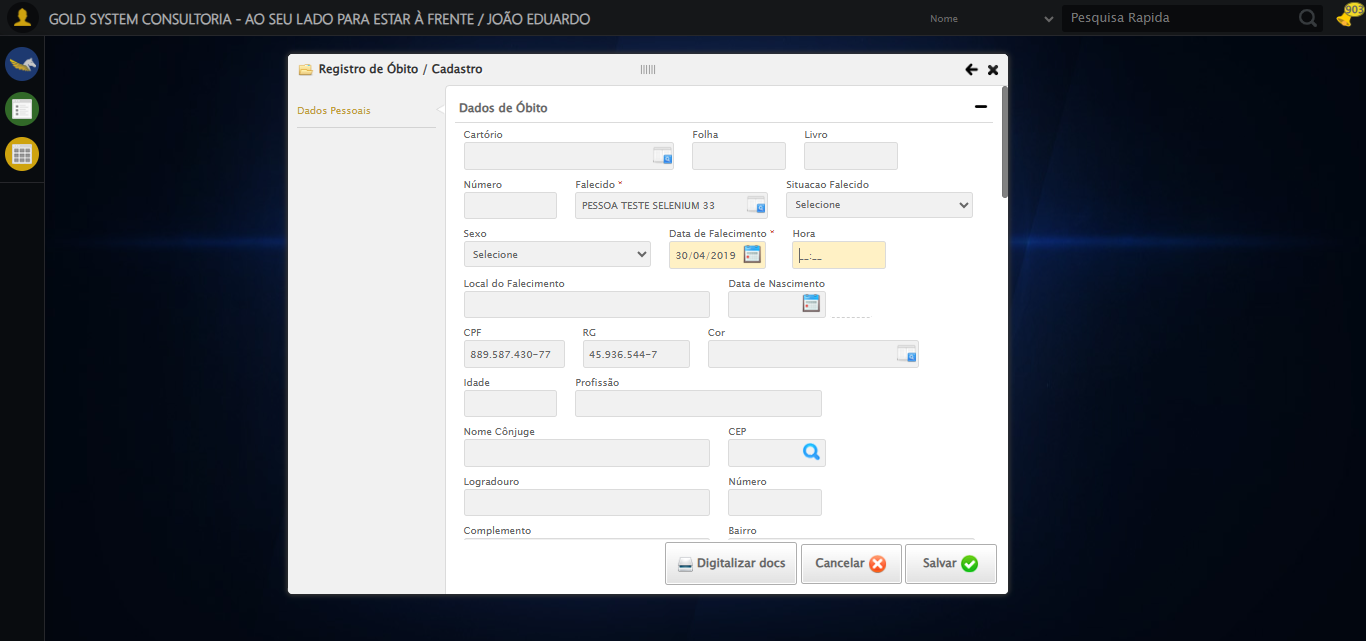 GOLD SYSTEM CONSULTORIA - AO SEU LADO PARA ESTAR À FRENTE / JOÃO EDUARDO
Nome
Pesquisa Rapida
903
Registro de Óbito / Cadastro
Dados Pessoais
Dados de Óbito
Cartório Folha Livro
Número Falecido * Situacao Falecido
PESSOA TESTE SELENIUM 33 Selecione
Sexo Data de Falecimento * Hora
Selecione 30/04/2019 __:__
Local do Falecimento Data de Nascimento
CPF RG Cor
889.587.430-77 45.936.544-7
Idade Profissão
Nome Cônjuge CEP
Logradouro Número
Complemento Bairro
Digitalizar docs Cancelar Salvar